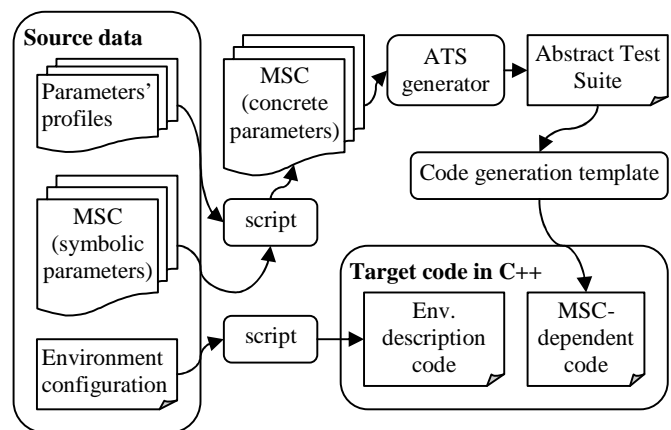 Source data
Parameters'
profiles
MSC
(symbolic
parameters)
Environment
configuration
MSC
(concrete
parameters)
script
script
ATS
generator
Abstract Test
Suite
Code generation template
Target code in C++
Env.
description
code
MSC-
dependent
code